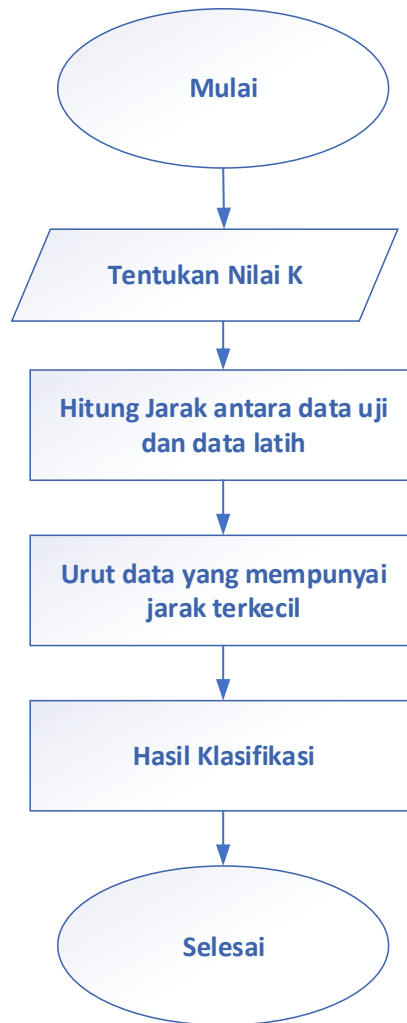 Mulai
Tentukan Nilai K
Hitung Jarak antara data uji
dan data latih
Urut data yang mempunyai
jarak terkecil
Hasil Klasifikasi
Selesai